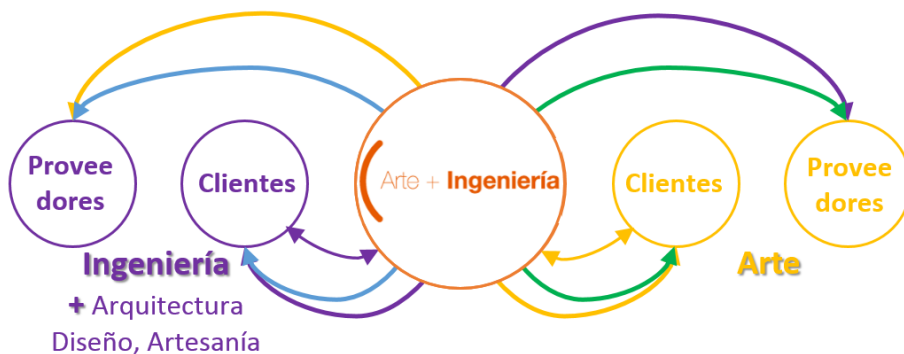 Provee
dores
Clientes
Arte + Ingeniería
Clientes
Provee
dores
Ingeniería
+ Arquitectura
Diseño, Artesanía
Arte